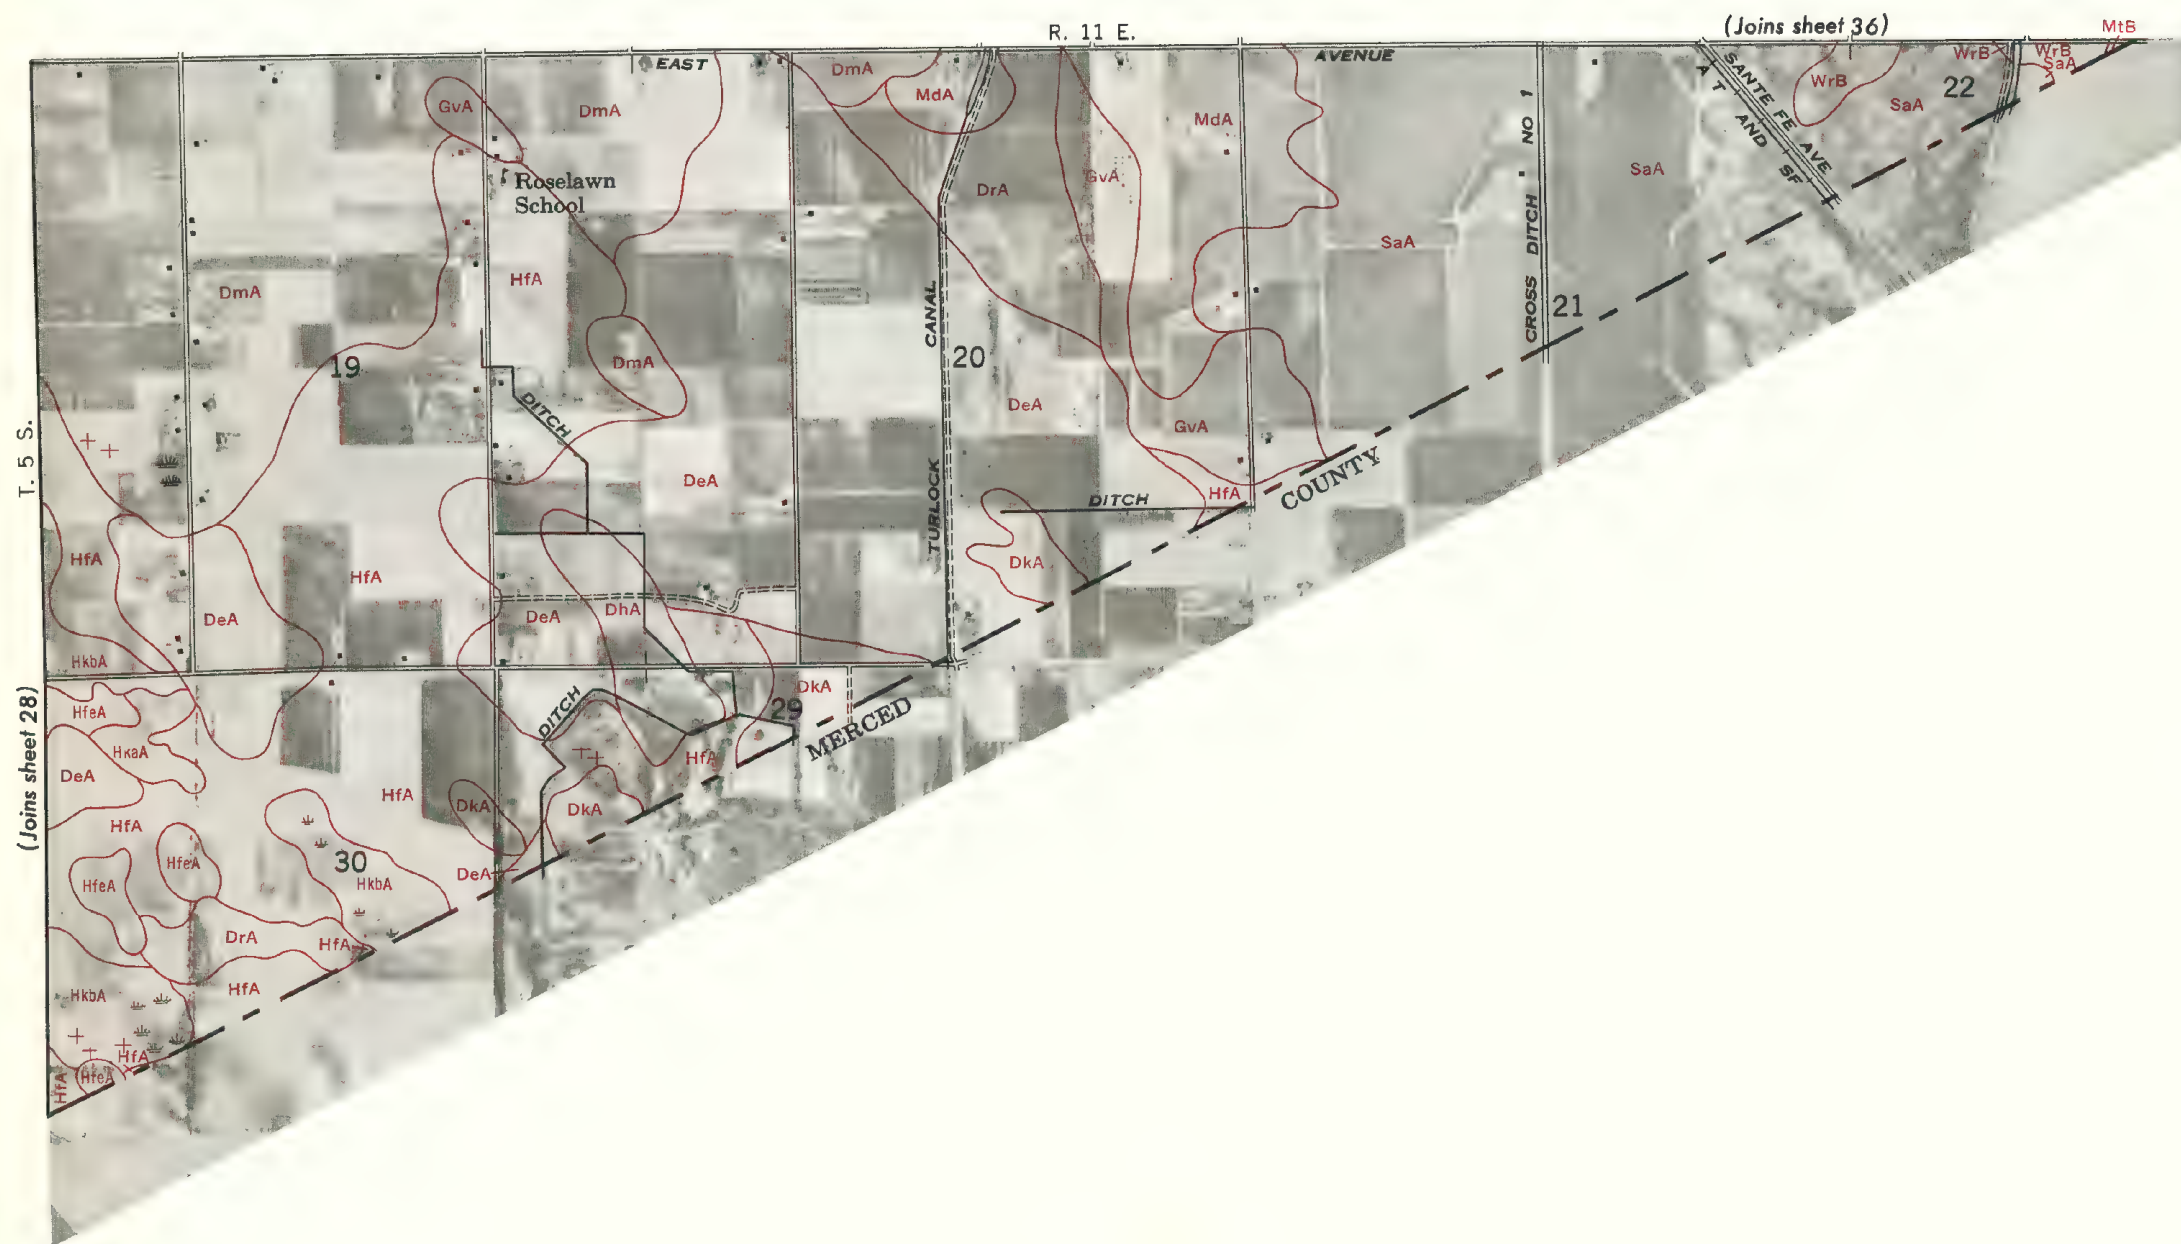 R. 11 E.
(Joins sheet 36)
MtB
EAST
AVENUE
DmA
WrB
WrB
SaA
WrB
22
SaA
MdA
GvA
DmA
MdA
SANTE FE AVE
A T AND SF
CROSS DITCH NO 1
SaA
GvA
DrA
Roselawn
School
SaA
HfA
DmA
21
TURLOCK CANAL
20
DmA
19
DITCH
DeA
GvA
T. 5 S.
DeA
COUNTY
HfA
DITCH
HfA
DkA
HfA
DeA
DeA
DhA
HkbA
DkA
29
MERCED
HfeA
DITCH
HkaA
HfA
DeA
HfA
DkA
DkA
(Joins sheet 28)
HfA
HfeA
30
HfeA
HkbA
DeA
DrA
HfA
HfA
HkbA
HfA
HfeA
HfA